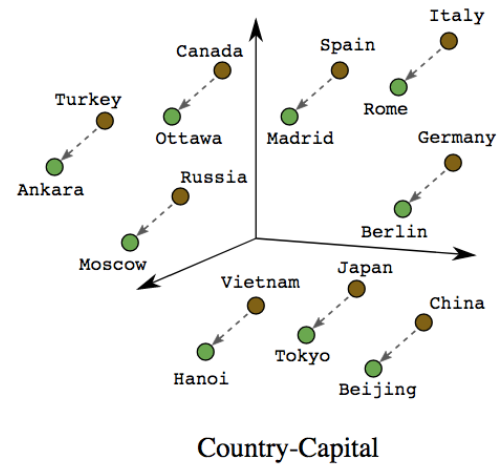 Italy
Canada
Spain
Turkey
Rome
Ottawa
Madrid
Germany
Russia
Ankara
Berlin
Moscow
Japan
Vietnam
China
Tokyo
Hanoi
Beijing
Country-Capital